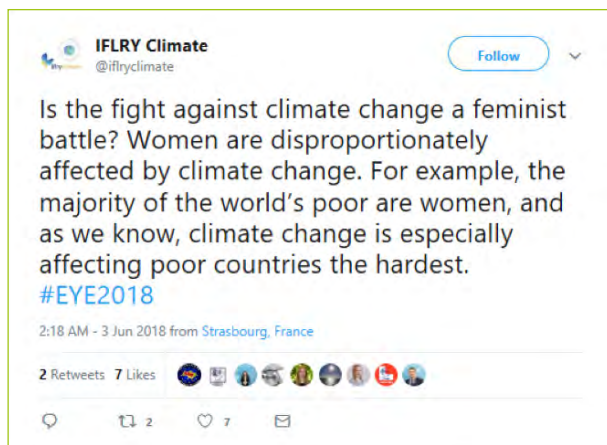 IFLRY Climate
@iflryclimate
Follow
Is the fight against climate change a feminist
battle? Women are disproportionately
affected by climate change. For example, the
majority of the world's poor are women, and
as we know, climate change is especially
affecting poor countries the hardest.
#EYE2018
2:18 AM - 3 Jun 2018 from Strasbourg, France
2 Retweets 7 Likes
2 7